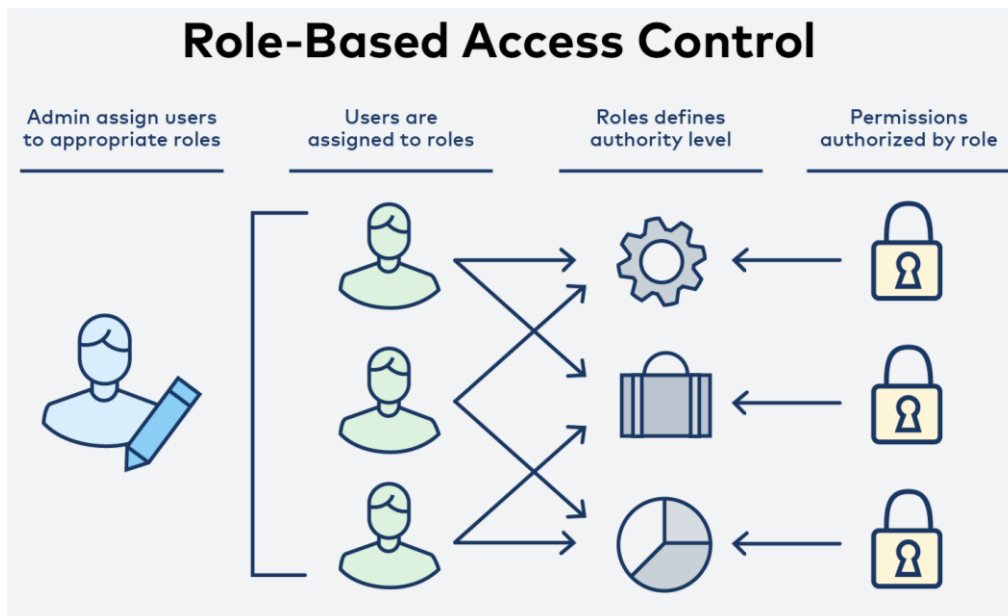 Role-Based Access Control
Admin assign users
to appropriate roles
Users are
assigned to roles
Roles defines
authority level
Permissions
authorized by role